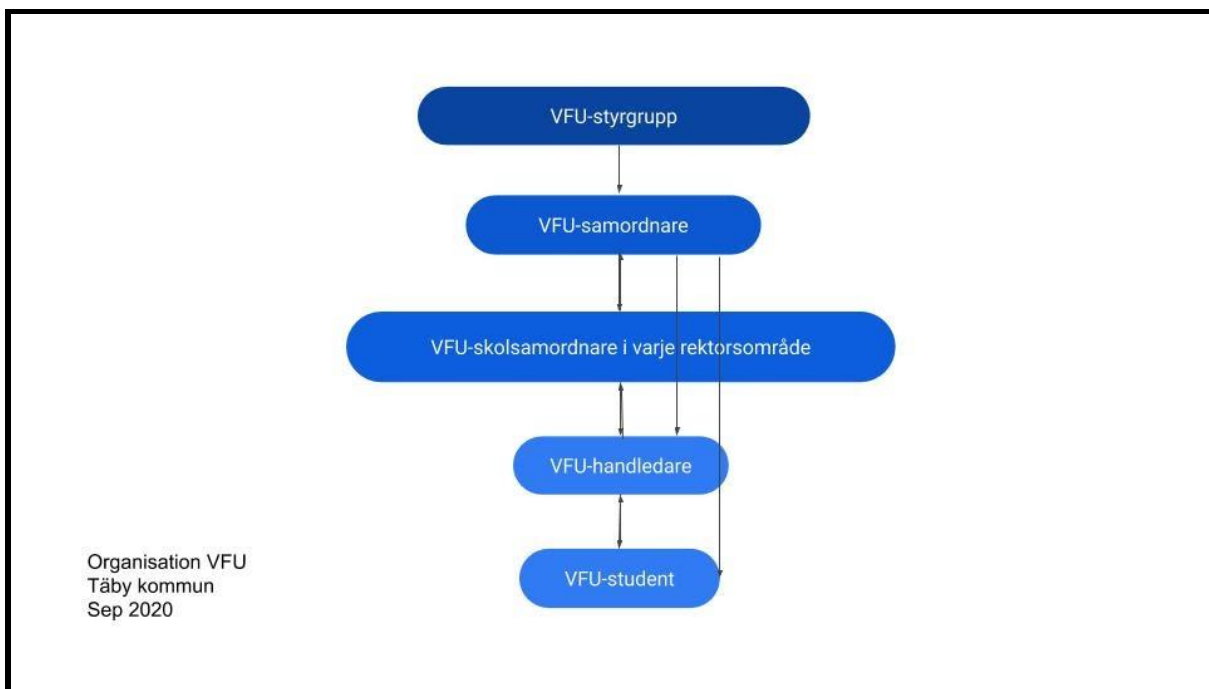 VFU-styrgrupp
VFU-samordnare
VFU-skolsamordnare i varje rektorsområde
VFU-handledare
VFU-student
Organisation VFU
Täby kommun
Sep 2020